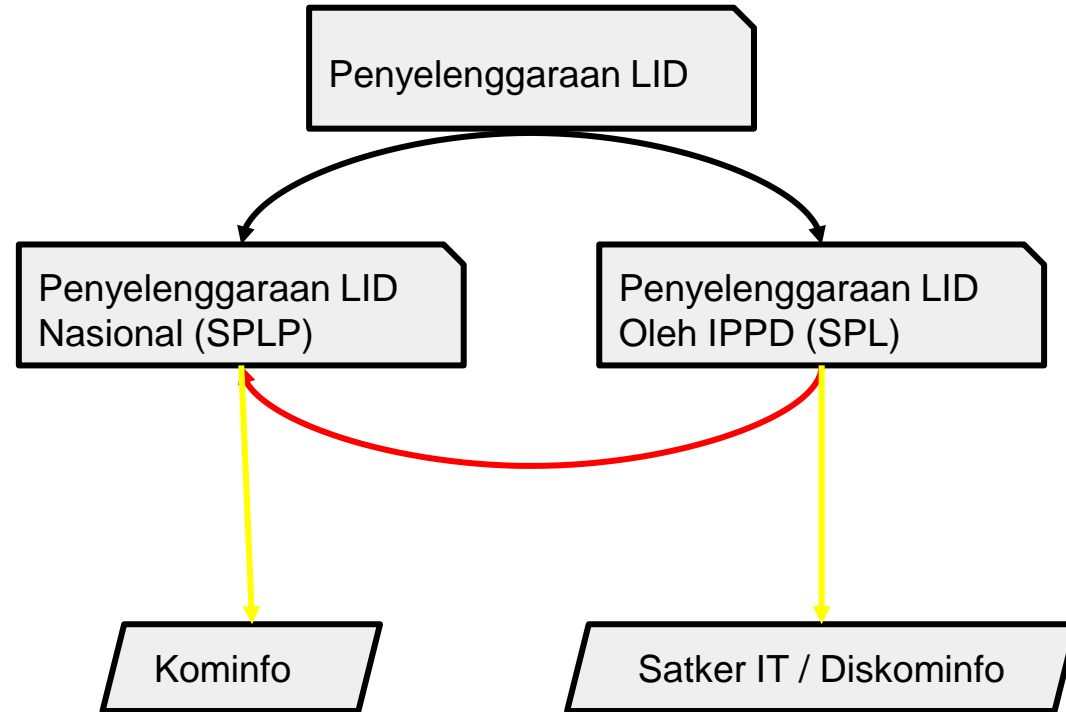 Penyelenggaraan LID
Penyelenggaraan LID
Nasional (SPLP)
Penyelenggaraan LID
Oleh IPPD (SPL)
Kominfo
Satker IT / Diskominfo